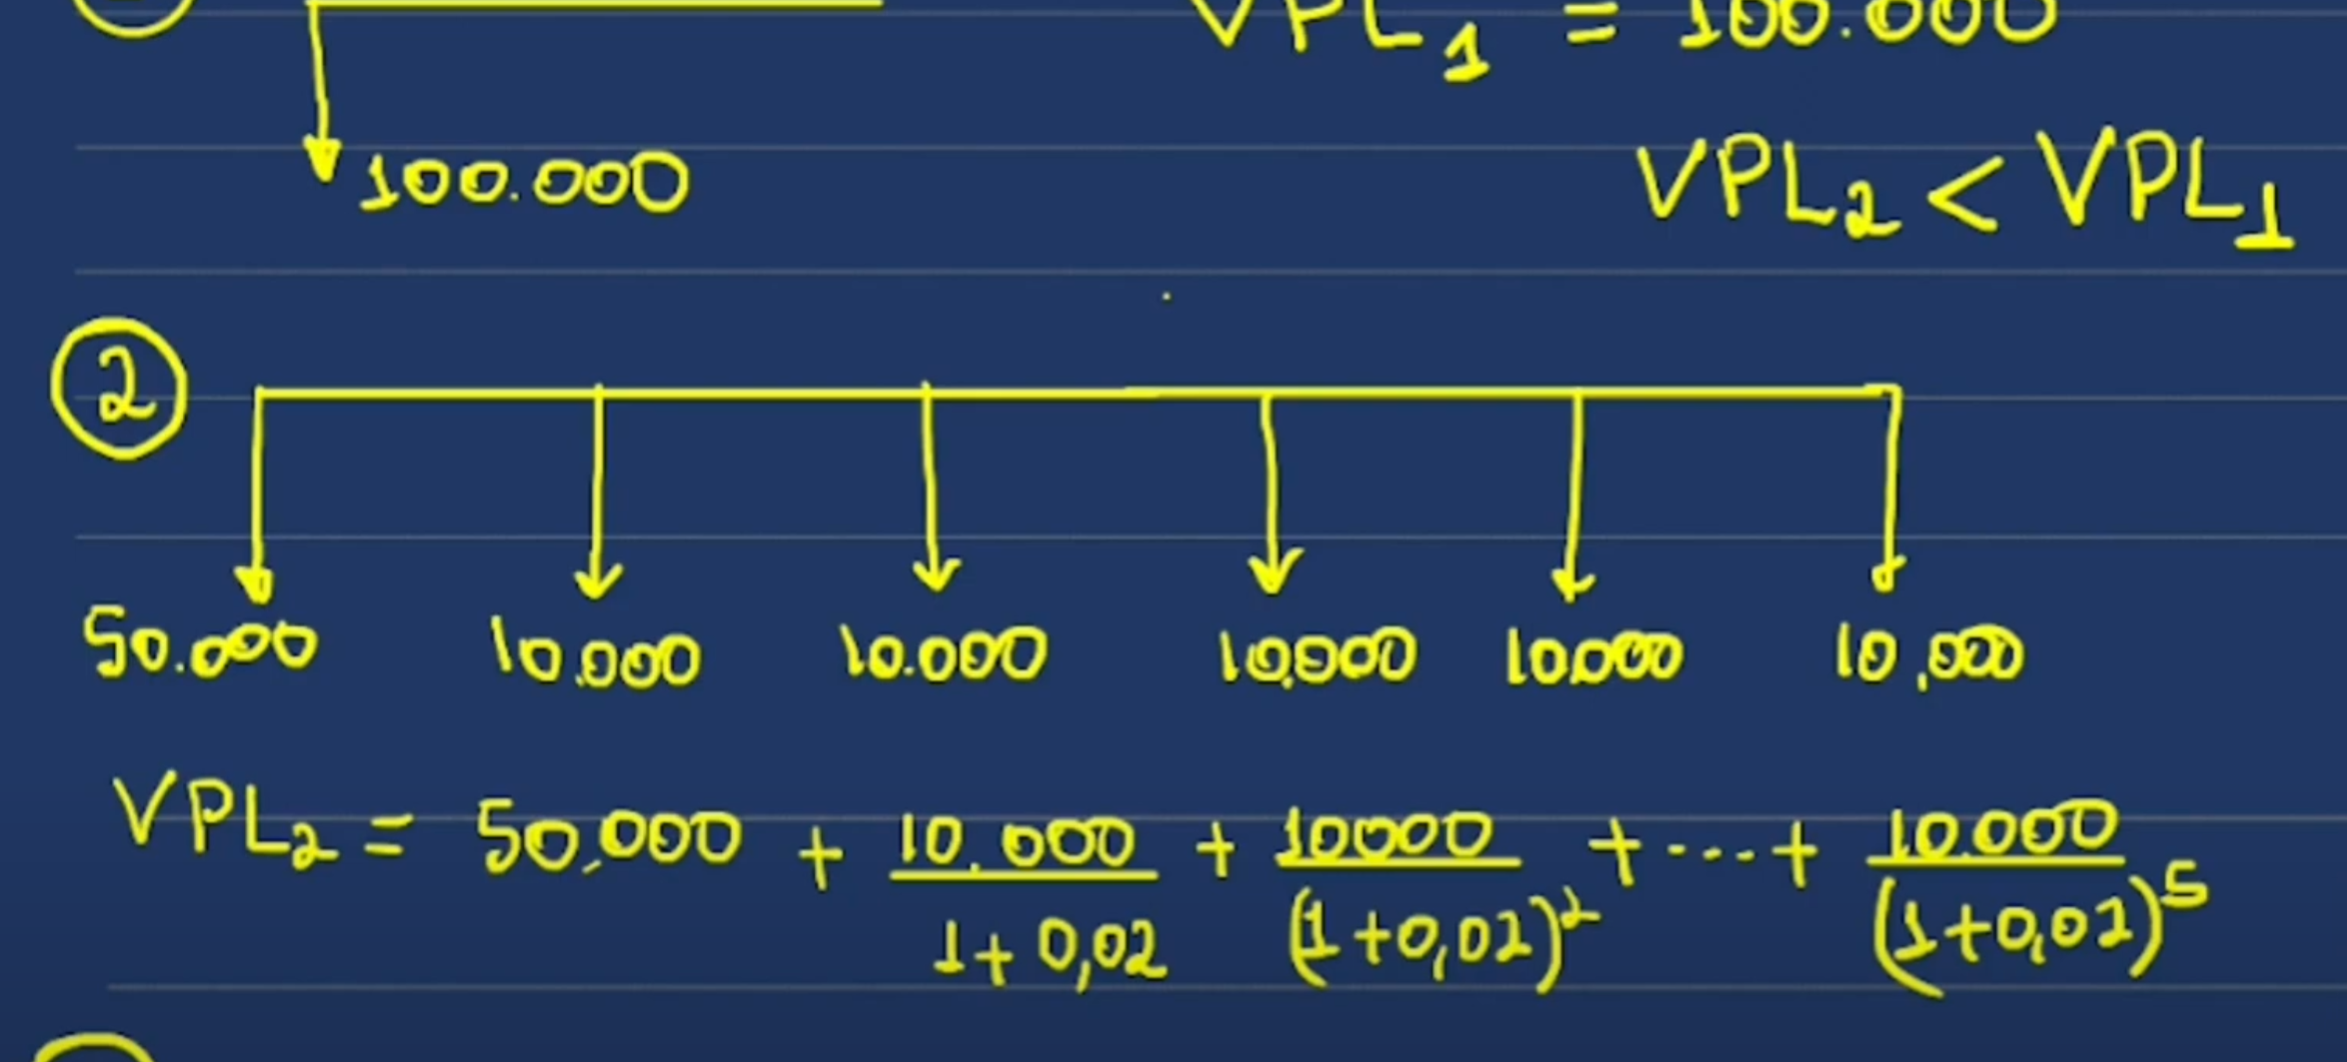 VPL₁ = 100.000
100.000
VPL₂ < VPL₁
2
50.000 10.000 10.000 10.000 10.000 10.000
VPL₂ = 50.000 + 10.000/(1+0,02) + 10000/(1+0,02)² + ... + 10.000/(1+0,02)⁵